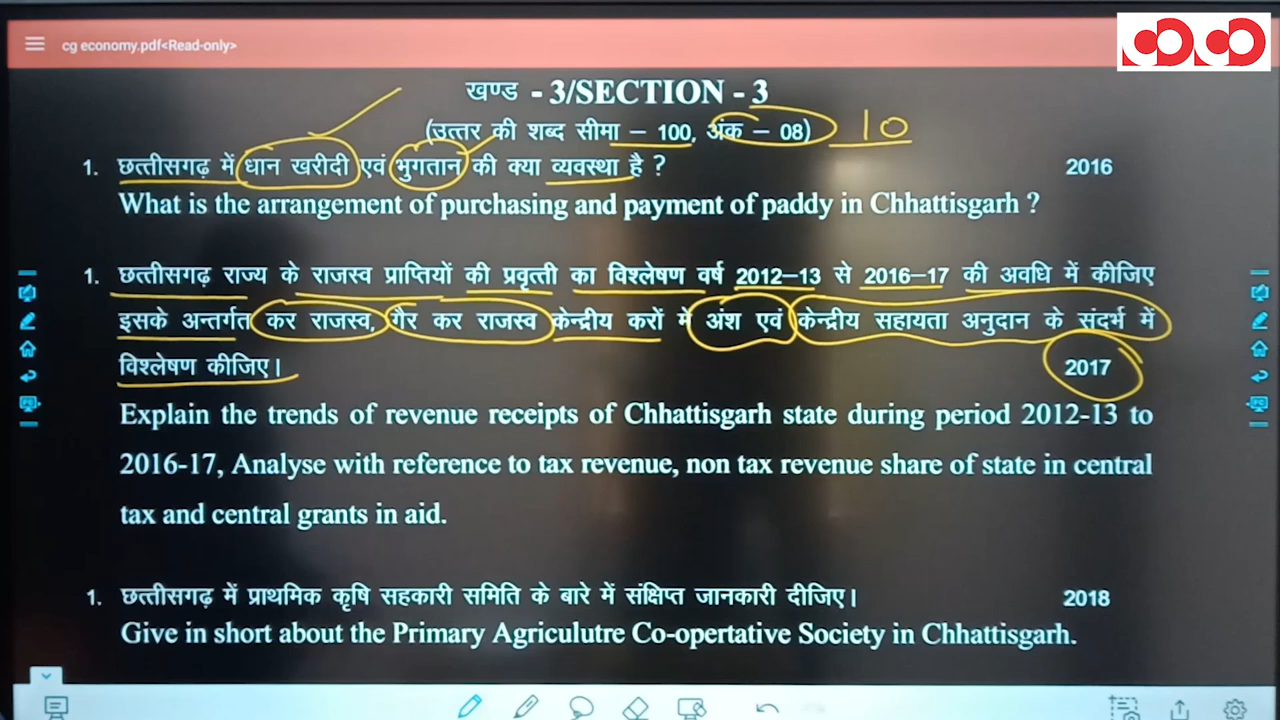 cg economy.pdf<Read-only>
खण्ड - 3/SECTION - 3
(उत्तर की शब्द सीमा – 100, अंक – 08) 10
1. छत्तीसगढ़ में धान खरीदी एवं भुगतान की क्या व्यवस्था है ? 2016
What is the arrangement of purchasing and payment of paddy in Chhattisgarh ?
1. छत्तीसगढ़ राज्य के राजस्व प्राप्तियों की प्रवृत्ती का विश्लेषण वर्ष 2012–13 से 2016–17 की अवधि में कीजिए
इसके अन्तर्गत कर राजस्व, गैर कर राजस्व केन्द्रीय करों में अंश एवं केन्द्रीय सहायता अनुदान के संदर्भ में
विश्लेषण कीजिए। 2017
Explain the trends of revenue receipts of Chhattisgarh state during period 2012-13 to
2016-17, Analyse with reference to tax revenue, non tax revenue share of state in central
tax and central grants in aid.
1. छत्तीसगढ़ में प्राथमिक कृषि सहकारी समिति के बारे में संक्षिप्त जानकारी दीजिए। 2018
Give in short about the Primary Agriculutre Co-opertative Society in Chhattisgarh.